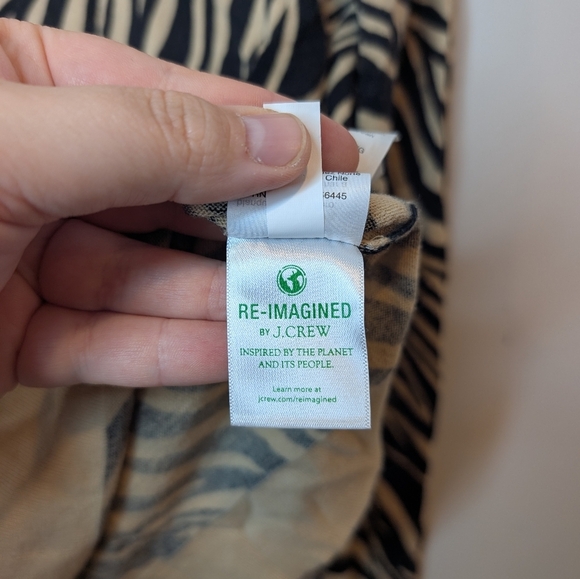 Chile
6445
RE-IMAGINED
BY J.CREW
INSPIRED BY THE PLANET
AND ITS PEOPLE.
Learn more at
jcrew.com/reimagined